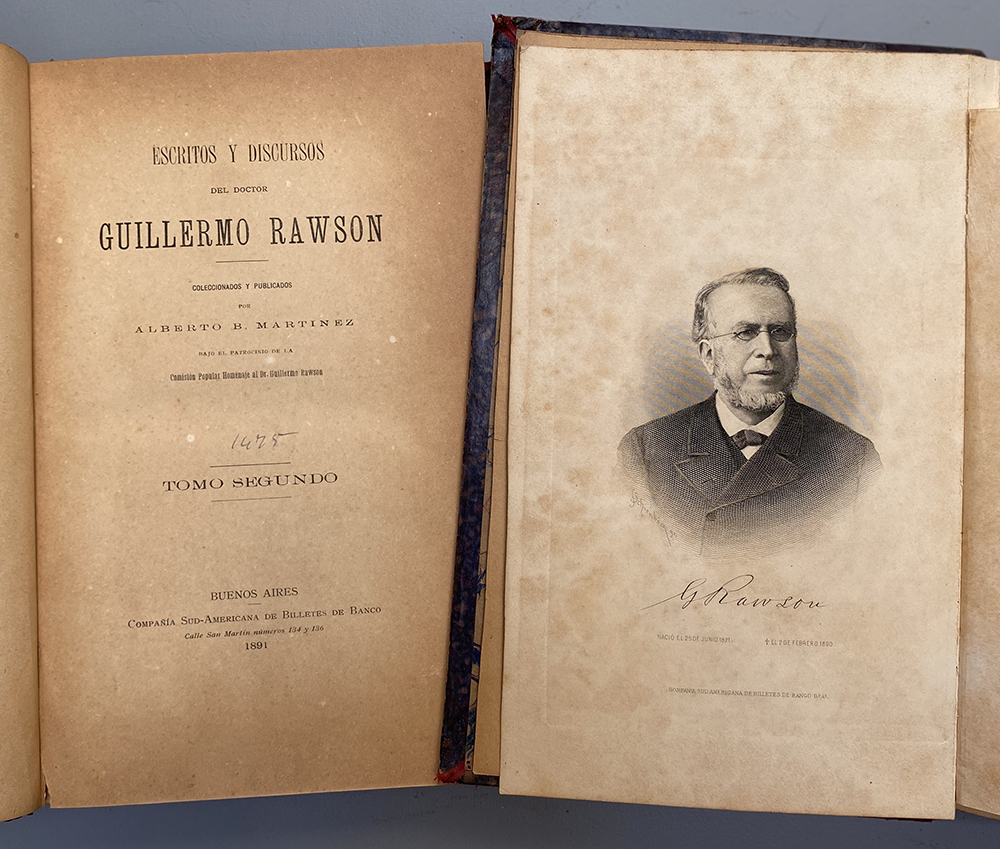 ESCRITOS Y DISCURSOS
DEL DOCTOR
GUILLERMO RAWSON
COLECCIONADOS Y PUBLICADOS
POR
ALBERTO B. MARTINEZ
BAJO EL PATROCINIO DE LA
Comisión Popular Homenaje al Dr. Guillermo Rawson
1475
TOMO SEGUNDO
BUENOS AIRES
COMPAÑÍA SUD-AMERICANA DE BILLETES DE BANCO
Calle San Martín números 134 y 136
1891
G Rawson
NACIÓ EL 25 DE JUNIO 1821. ✝ EL 2 DE FEBRERO 1890
COMPAÑIA SUD-AMERICANA DE BILLETES DE BANCO